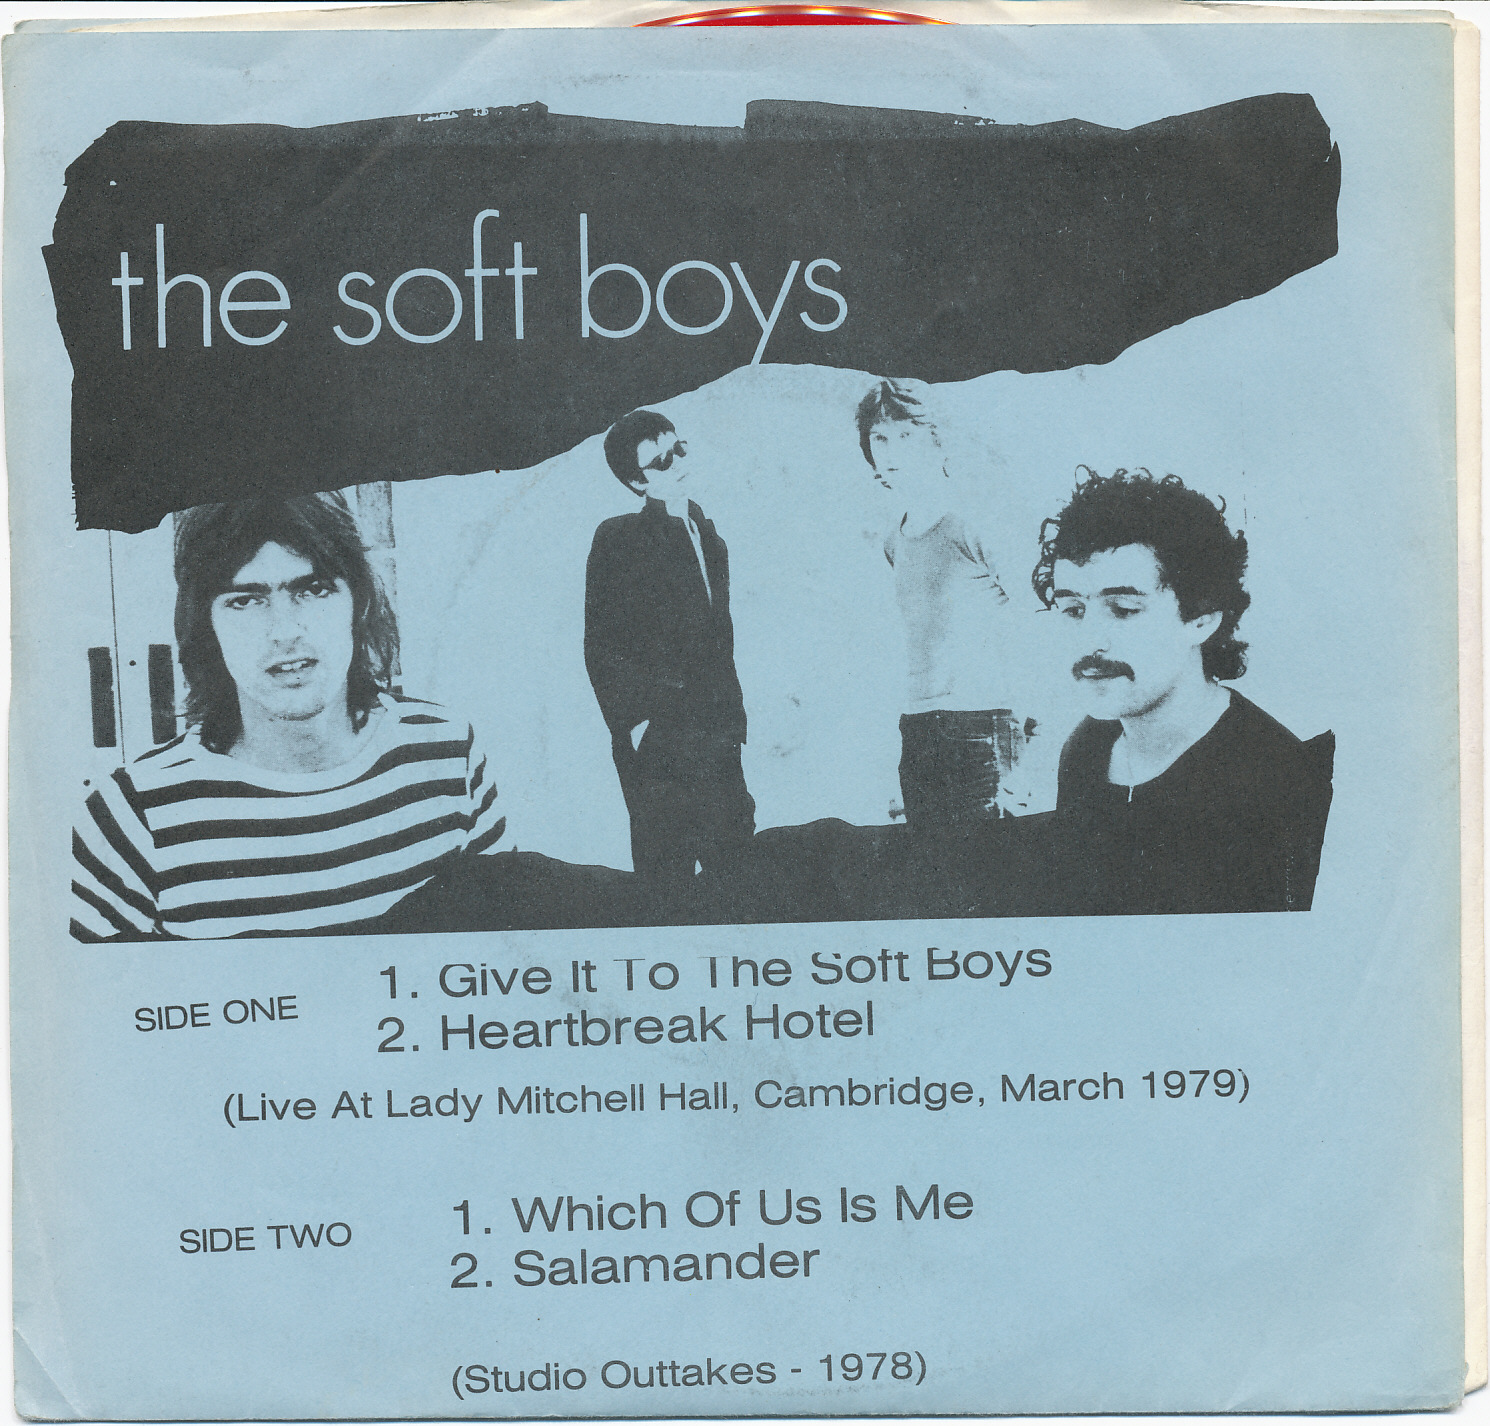 the soft boys
SIDE ONE
1. Give It To The Soft Boys
2. Heartbreak Hotel
(Live At Lady Mitchell Hall, Cambridge, March 1979)
SIDE TWO
1. Which Of Us Is Me
2. Salamander
(Studio Outtakes - 1978)